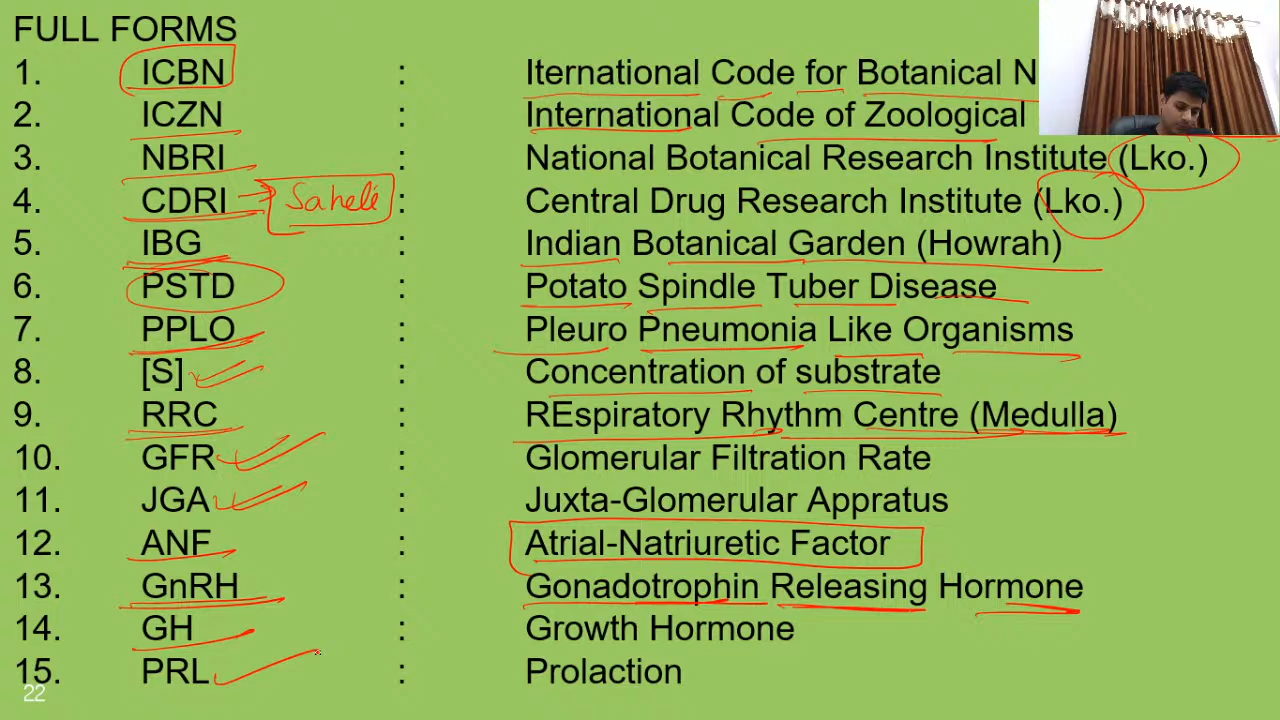 FULL FORMS
1. ICBN : Iternational Code for Botanical N
2. ICZN : International Code of Zoological
3. NBRI : National Botanical Research Institute (Lko.)
4. CDRI Saheli : Central Drug Research Institute (Lko.)
5. IBG : Indian Botanical Garden (Howrah)
6. PSTD : Potato Spindle Tuber Disease
7. PPLO : Pleuro Pneumonia Like Organisms
8. [S] : Concentration of substrate
9. RRC : REspiratory Rhythm Centre (Medulla)
10. GFR : Glomerular Filtration Rate
11. JGA : Juxta-Glomerular Appratus
12. ANF : Atrial-Natriuretic Factor
13. GnRH : Gonadotrophin Releasing Hormone
14. GH : Growth Hormone
15. PRL : Prolaction
22